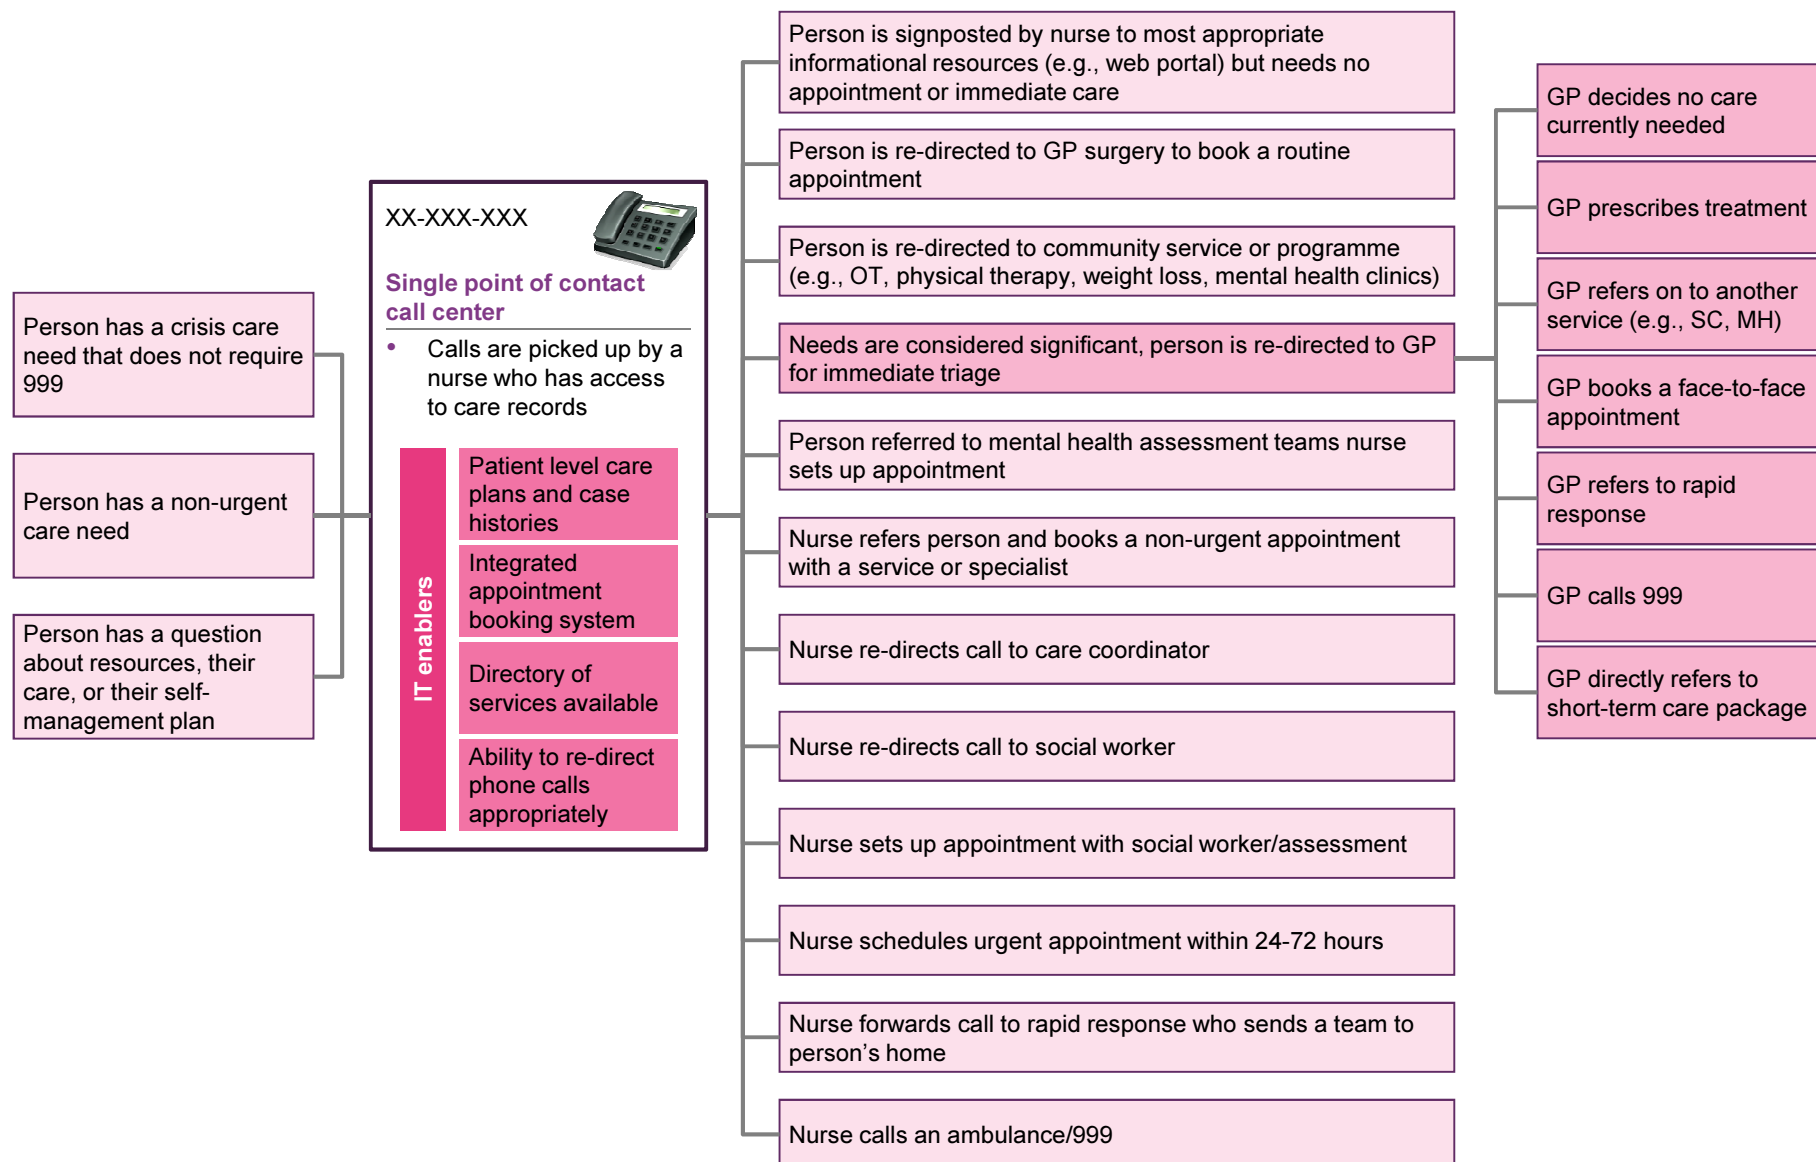 Person has a crisis care
need that does not require
999
Person has a non-urgent
care need
Person has a question
about resources, their
care, or their self-
management plan
XX-XXX-XXX
Single point of contact
call center
• Calls are picked up by a
nurse who has access
to care records
IT enablers
Patient level care
plans and case
histories
Integrated
appointment
booking system
Directory of
services available
Ability to re-direct
phone calls
appropriately
Person is signposted by nurse to most appropriate
informational resources (e.g., web portal) but needs no
appointment or immediate care
Person is re-directed to GP surgery to book a routine
appointment
Person is re-directed to community service or programme
(e.g., OT, physical therapy, weight loss, mental health clinics)
Needs are considered significant, person is re-directed to GP
for immediate triage
Person referred to mental health assessment teams nurse
sets up appointment
Nurse refers person and books a non-urgent appointment
with a service or specialist
Nurse re-directs call to care coordinator
Nurse re-directs call to social worker
Nurse sets up appointment with social worker/assessment
Nurse schedules urgent appointment within 24-72 hours
Nurse forwards call to rapid response who sends a team to
person’s home
Nurse calls an ambulance/999
GP decides no care
currently needed
GP prescribes treatment
GP refers on to another
service (e.g., SC, MH)
GP books a face-to-face
appointment
GP refers to rapid
response
GP calls 999
GP directly refers to
short-term care package